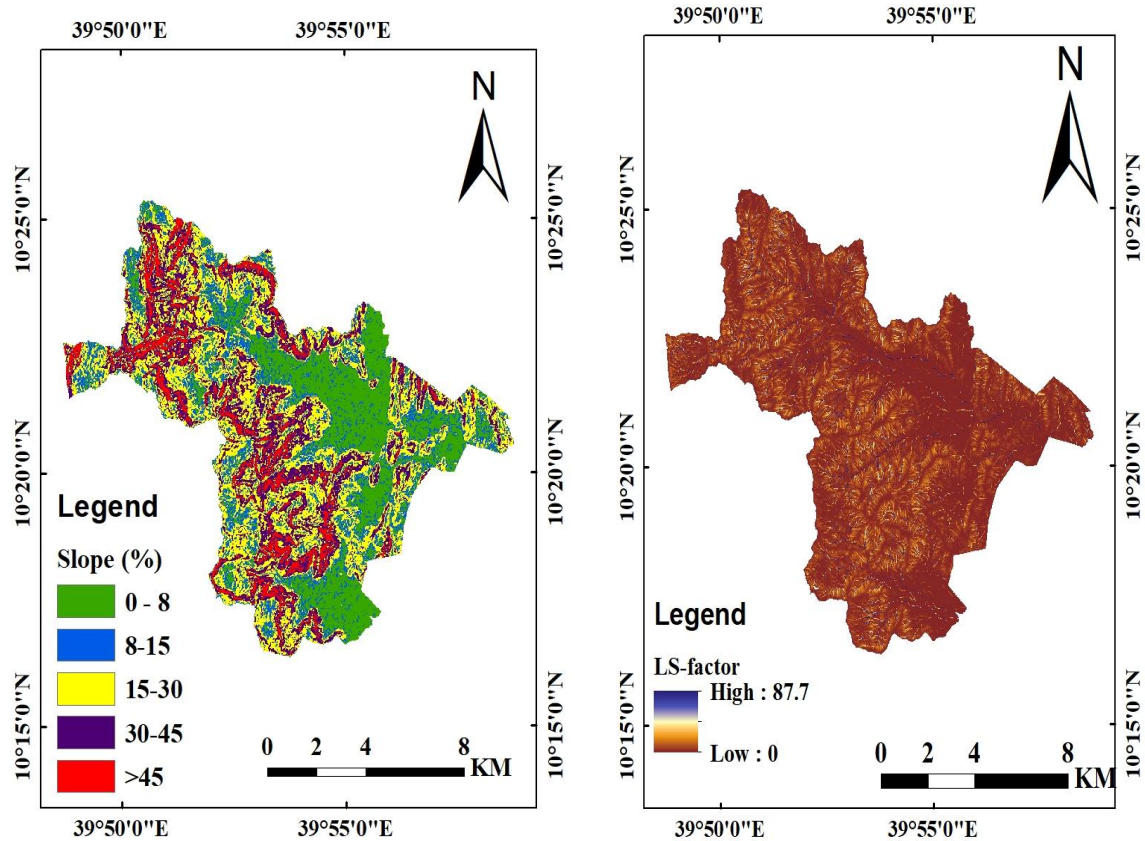 39°50'0"E 39°55'0"E
N
10°25'0"N 10°25'0"N
10°20'0"N 10°20'0"N
10°15'0"N 10°15'0"N
Legend
Slope (%)
0 - 8
8-15
15-30
30-45
>45
0 2 4 8
KM
39°50'0"E 39°55'0"E
39°50'0"E 39°55'0"E
N
10°25'0"N 10°25'0"N
10°20'0"N 10°20'0"N
10°15'0"N 10°15'0"N
Legend
LS-factor
High : 87.7
Low : 0
0 2 4 8
KM
39°50'0"E 39°55'0"E